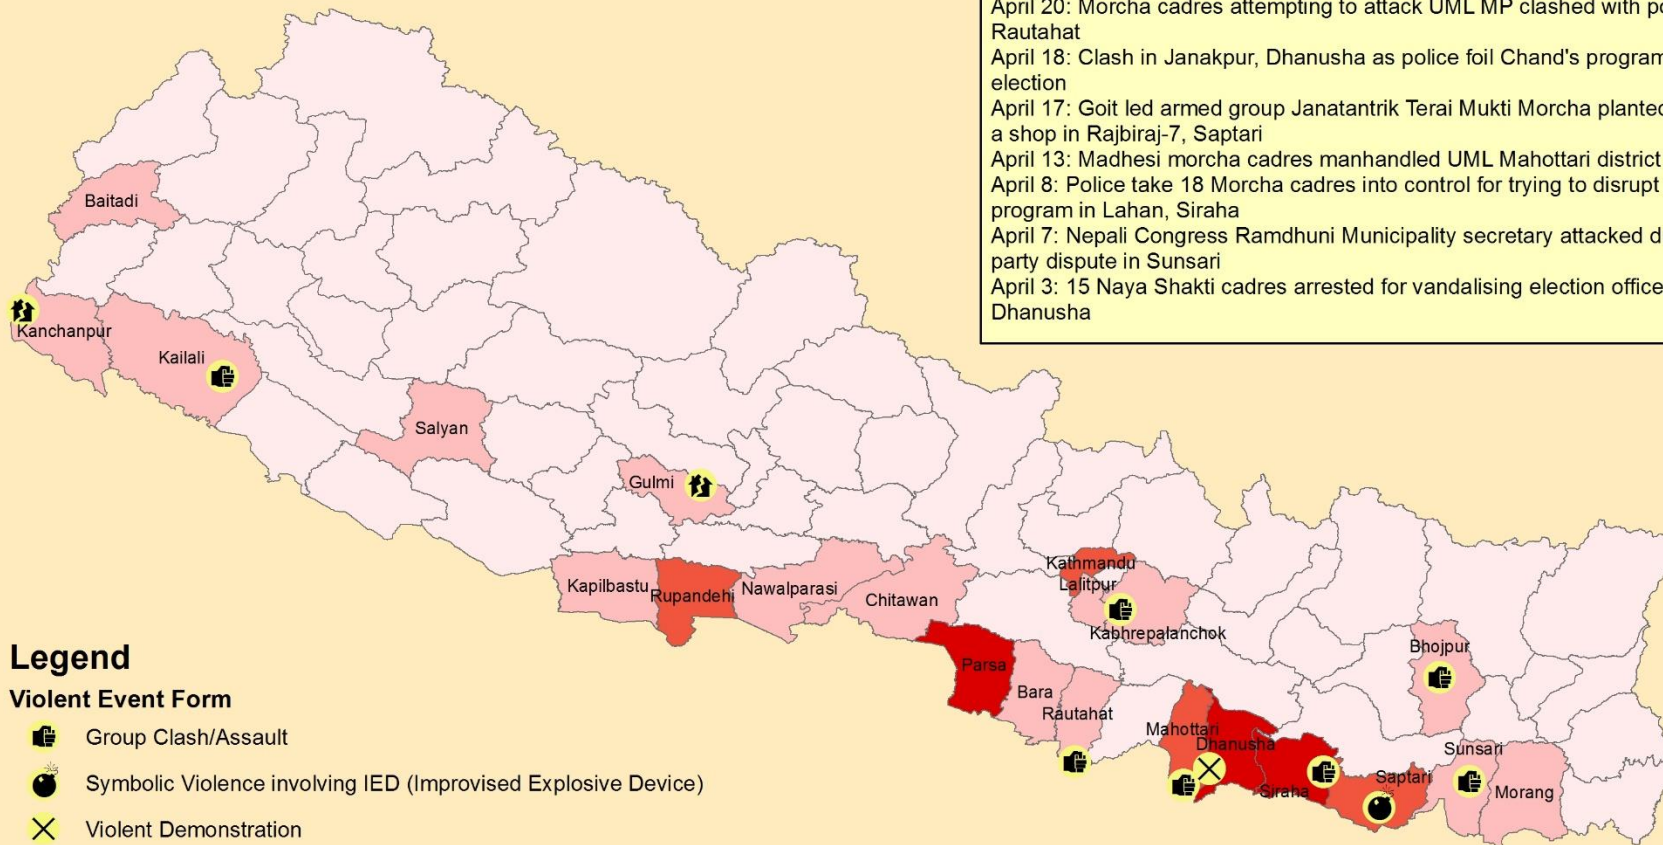 April 20: Morcha cadres attempting to attack UML MP clashed with
Rautahat
April 18: Clash in Janakpur, Dhanusha as police foil Chand's program
election
April 17: Goit led armed group Janatantrik Terai Mukti Morcha planted
a shop in Rajbiraj-7, Saptari
April 13: Madhesi morcha cadres manhandled UML Mahottari district
April 8: Police take 18 Morcha cadres into control for trying to disrupt
program in Lahan, Siraha
April 7: Nepali Congress Ramdhuni Municipality secretary attacked
party dispute in Sunsari
April 3: 15 Naya Shakti cadres arrested for vandalising election office
Dhanusha
Baitadi
Kanchanpur
Kailali
Salyan
Gulmi
Kapilbastu
Rupandehi
Nawalparasi
Chitawan
Kathmandu
Lalitpur
Kabhrepalanchok
Parsa
Bara
Rautahat
Mahottari
Dhanusha
Siraha
Saptari
Bhojpur
Sunsari
Morang
Legend
Violent Event Form
Group Clash/Assault
Symbolic Violence involving IED (Improvised Explosive Device)
Violent Demonstration